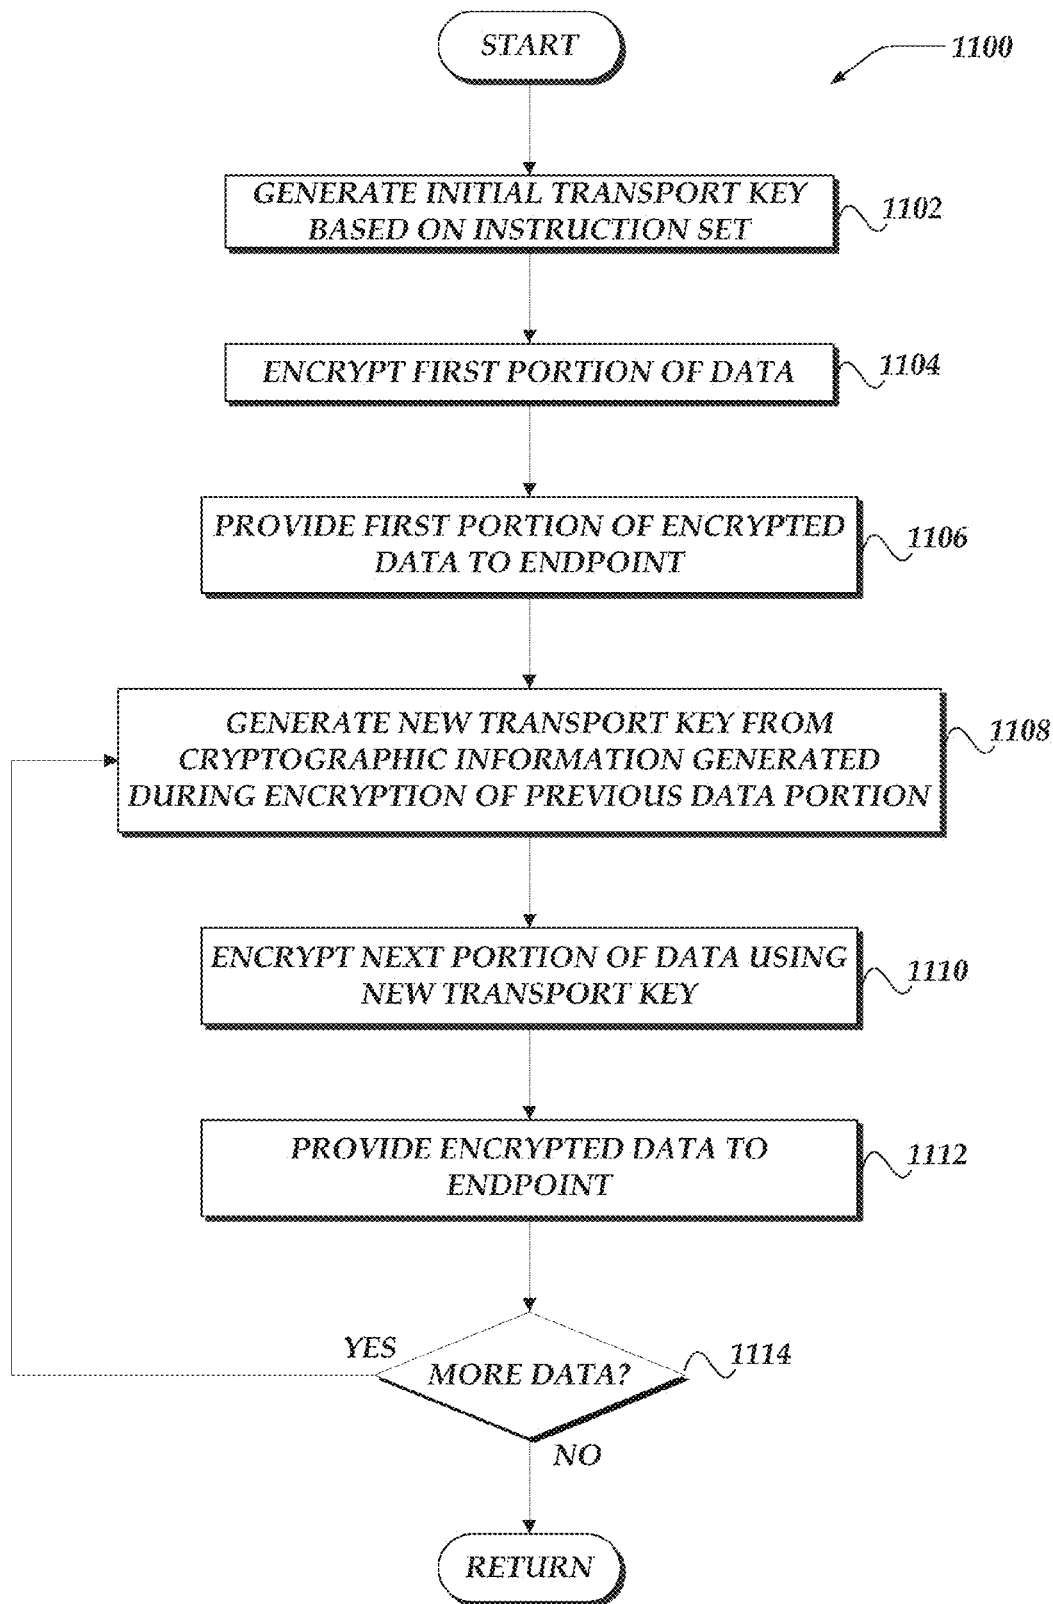 START
1100
GENERATE INITIAL TRANSPORT KEY
BASED ON INSTRUCTION SET
1102
ENCRYPT FIRST PORTION OF DATA
1104
PROVIDE FIRST PORTION OF ENCRYPTED
DATA TO ENDPOINT
1106
GENERATE NEW TRANSPORT KEY FROM
CRYPTOGRAPHIC INFORMATION GENERATED
DURING ENCRYPTION OF PREVIOUS DATA PORTION
1108
ENCRYPT NEXT PORTION OF DATA USING
NEW TRANSPORT KEY
1110
PROVIDE ENCRYPTED DATA TO
ENDPOINT
1112
YES
MORE DATA?
1114
NO
RETURN